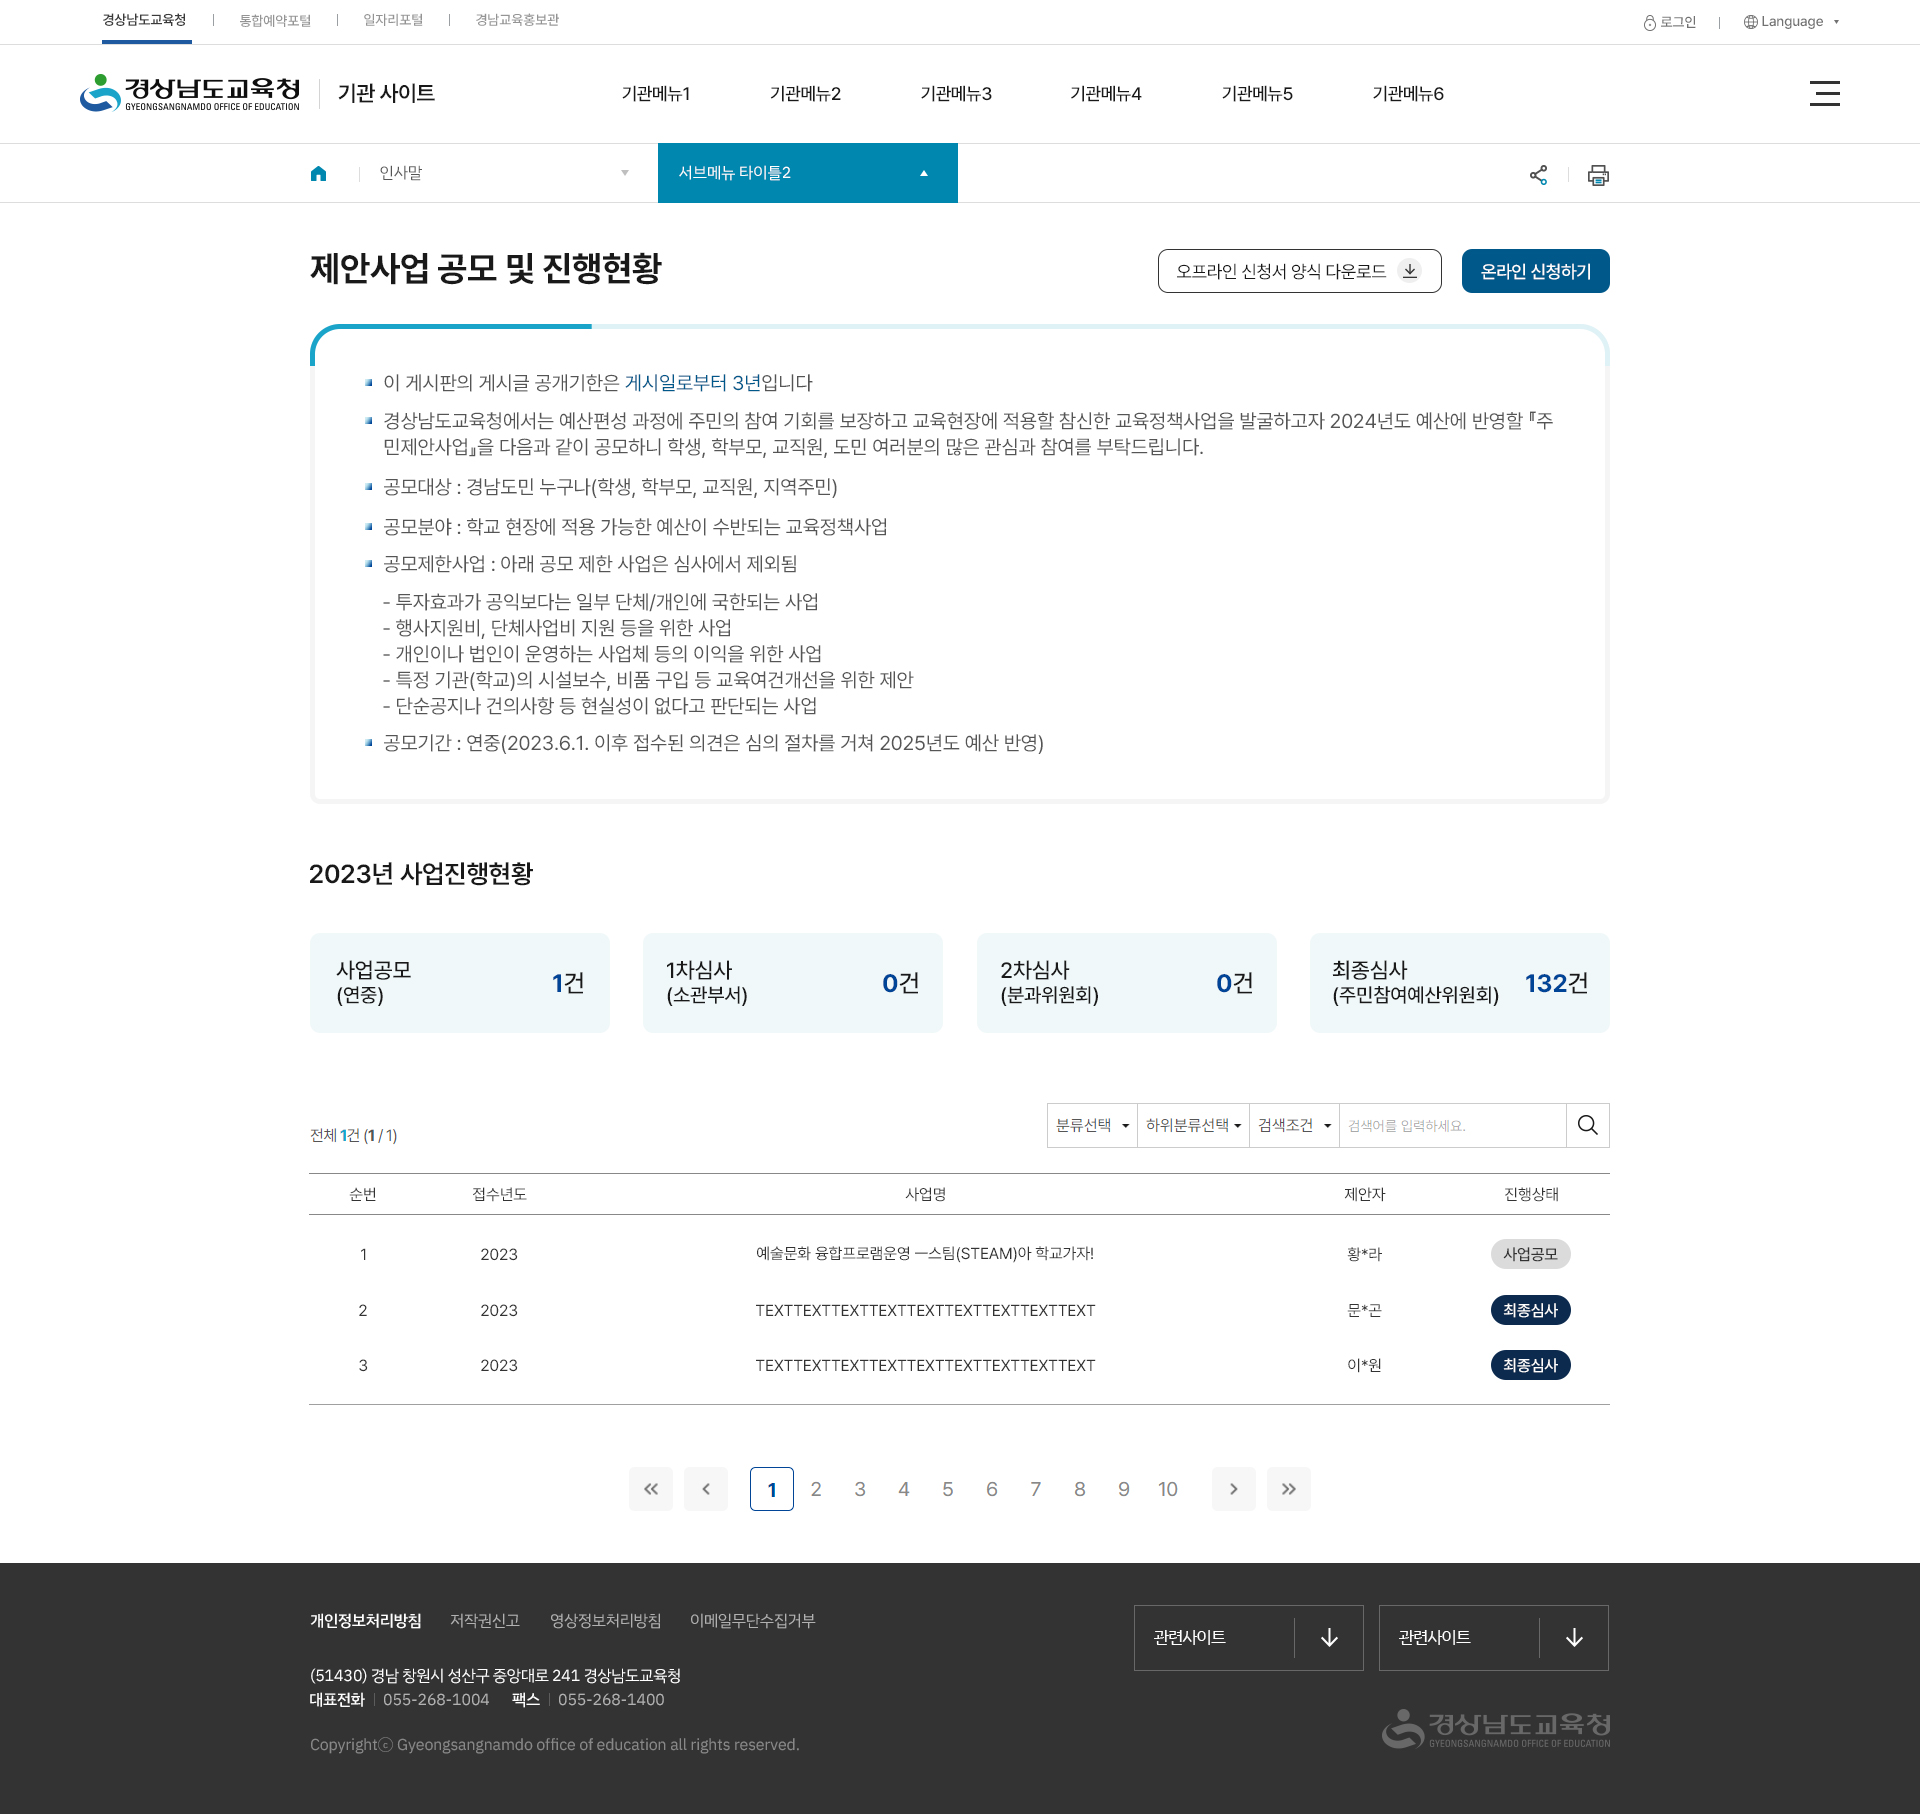 경상남도교육청
통합예약포털
일자리포털
경남교육홍보관
로그인
Language
경상남도교육청
GYEONGSANGNAMDO OFFICE OF EDUCATION
기관 사이트
기관메뉴1
기관메뉴2
기관메뉴3
기관메뉴4
기관메뉴5
기관메뉴6
인사말
서브메뉴 타이틀2
제안사업 공모 및 진행현황
오프라인 신청서 양식 다운로드
온라인 신청하기
이 게시판의 게시글 공개기한은 게시일로부터 3년입니다
경상남도교육청에서는 예산편성 과정에 주민의 참여 기회를 보장하고 교육현장에 적용할 참신한 교육정책사업을 발굴하고자 2024년도 예산에 반영할 『주
민제안사업』을 다음과 같이 공모하니 학생, 학부모, 교직원, 도민 여러분의 많은 관심과 참여를 부탁드립니다.
공모대상 : 경남도민 누구나(학생, 학부모, 교직원, 지역주민)
공모분야 : 학교 현장에 적용 가능한 예산이 수반되는 교육정책사업
공모제한사업 : 아래 공모 제한 사업은 심사에서 제외됨
- 투자효과가 공익보다는 일부 단체/개인에 국한되는 사업
- 행사지원비, 단체사업비 지원 등을 위한 사업
- 개인이나 법인이 운영하는 사업체 등의 이익을 위한 사업
- 특정 기관(학교)의 시설보수, 비품 구입 등 교육여건개선을 위한 제안
- 단순공지나 건의사항 등 현실성이 없다고 판단되는 사업
공모기간 : 연중(2023.6.1. 이후 접수된 의견은 심의 절차를 거쳐 2025년도 예산 반영)
2023년 사업진행현황
사업공모
(연중)
1건
1차심사
(소관부서)
0건
2차심사
(분과위원회)
0건
최종심사
(주민참여예산위원회)
132건
전체 1건 (1 / 1)
분류선택
하위분류선택
검색조건
검색어를 입력하세요.
순번 접수년도 사업명 제안자 진행상태
1 2023 예술문화 융합프로램운영 ㅡ스팀(STEAM)아 학교가자! 황*라 사업공모
2 2023 TEXTTEXTTEXTTEXTTEXTTEXTTEXTTEXTTEXT 문*곤 최종심사
3 2023 TEXTTEXTTEXTTEXTTEXTTEXTTEXTTEXTTEXT 이*원 최종심사
1 2 3 4 5 6 7 8 9 10
개인정보처리방침 저작권신고 영상정보처리방침 이메일무단수집거부
관련사이트
관련사이트
(51430) 경남 창원시 성산구 중앙대로 241 경상남도교육청
대표전화 055-268-1004 팩스 055-268-1400
Copyrightⓒ Gyeongsangnamdo office of education all rights reserved.
경상남도교육청
GYEONGSANGNAMDO OFFICE OF EDUCATION